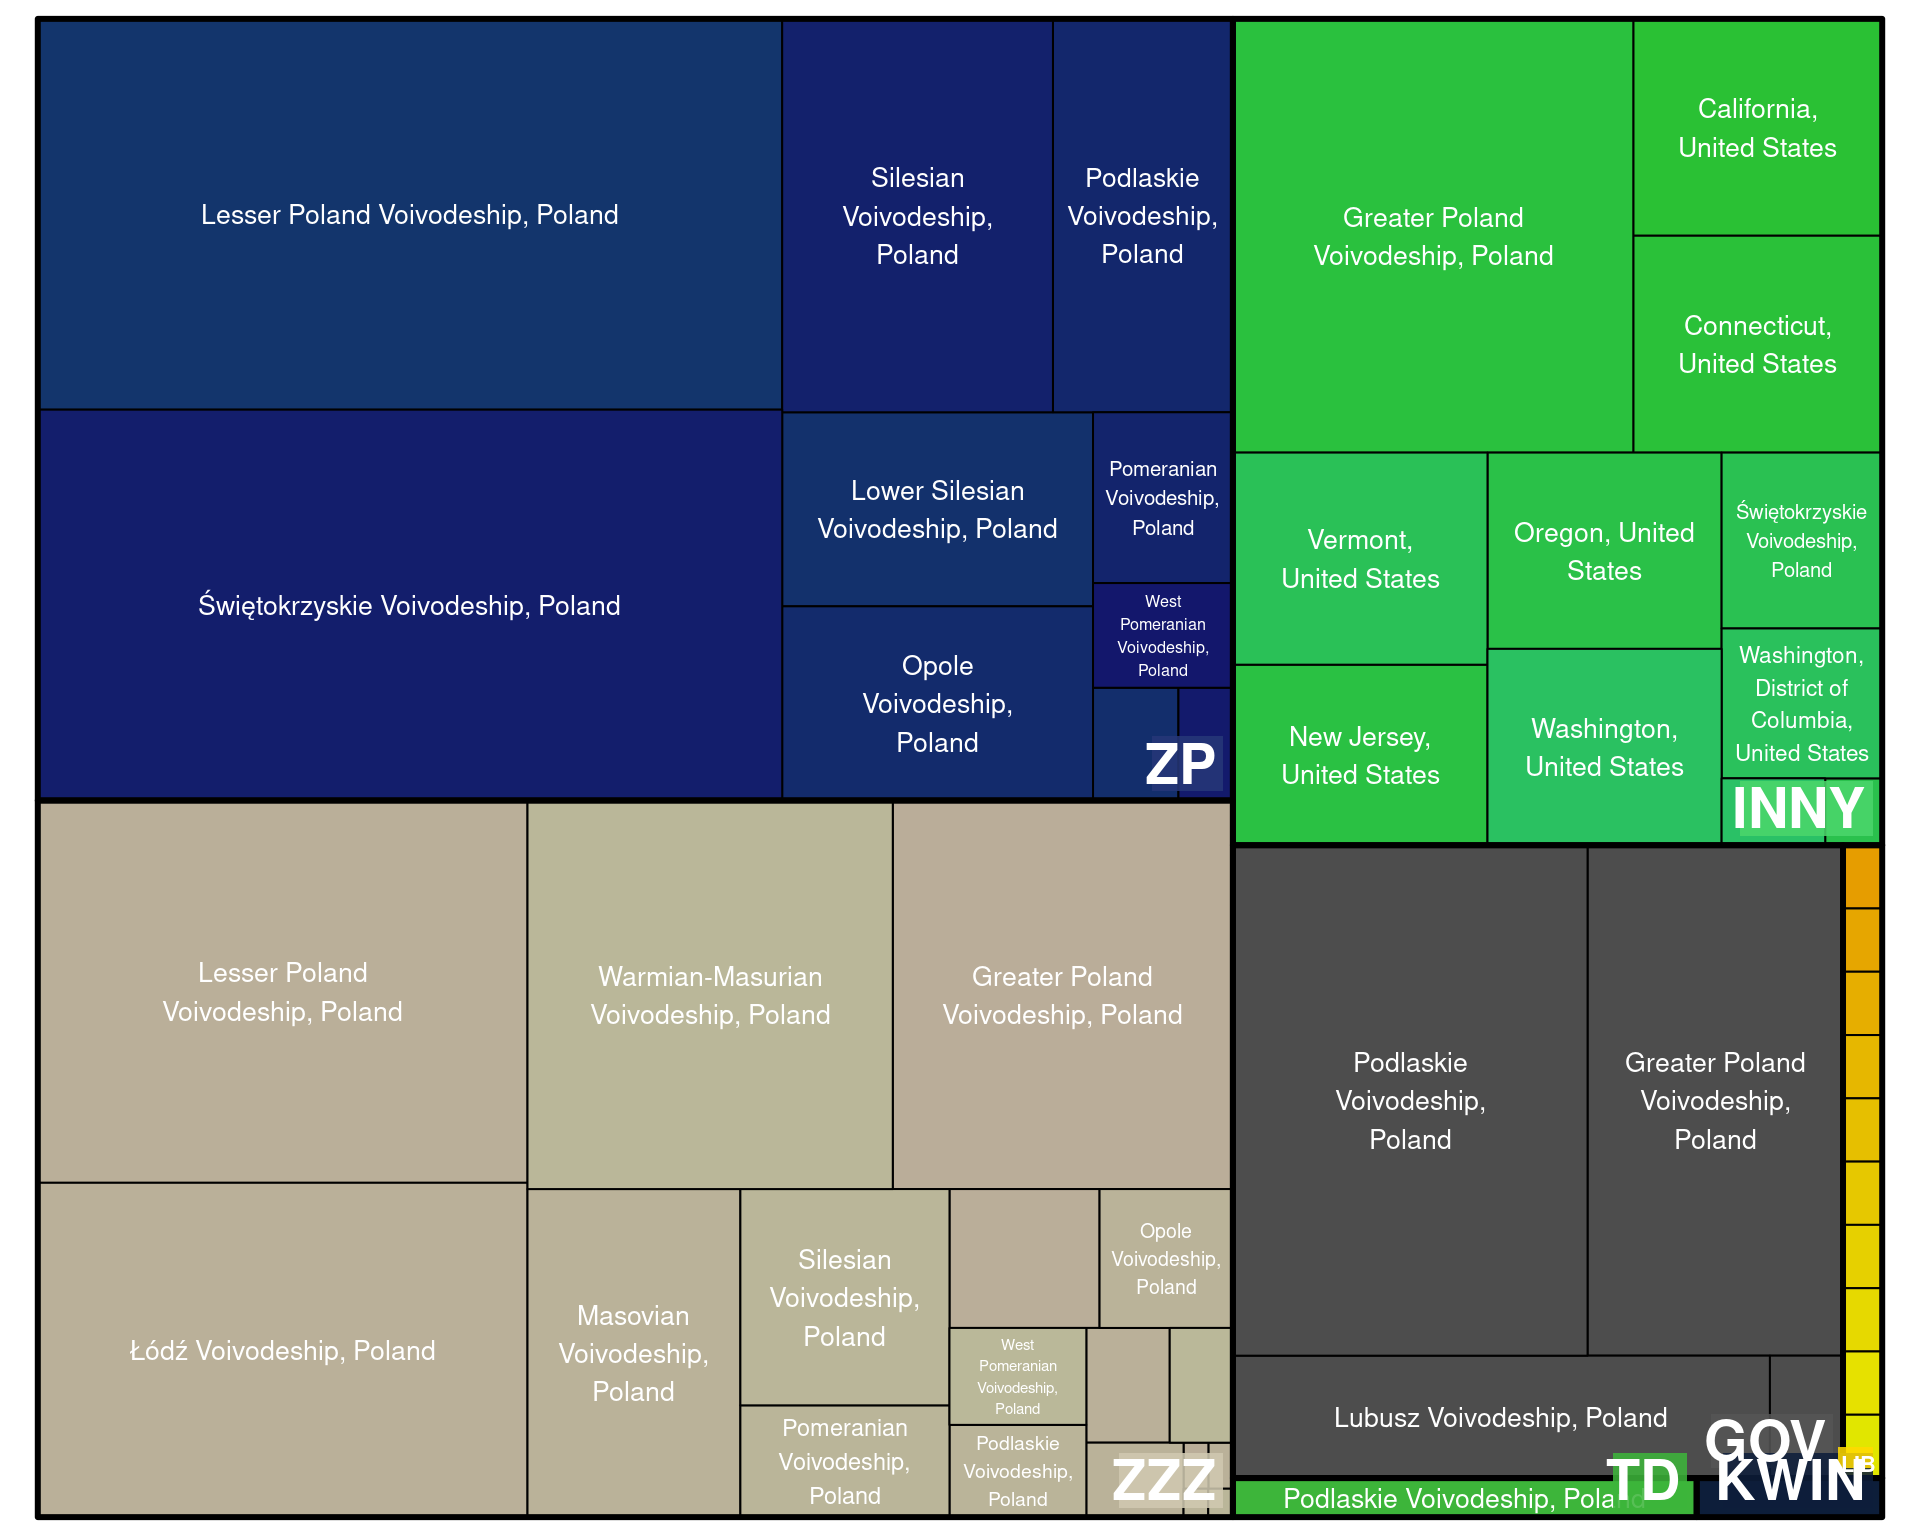 Lesser Poland Voivodeship, Poland
Silesian
Voivodeship,
Poland
Podlaskie
Voivodeship,
Poland
Świętokrzyskie Voivodeship, Poland
Lower Silesian
Voivodeship, Poland
Pomeranian
Voivodeship,
Poland
West
Pomeranian
Voivodeship,
Poland
Opole
Voivodeship,
Poland
ZP
Greater Poland
Voivodeship, Poland
California,
United States
Connecticut,
United States
Vermont,
United States
Oregon, United
States
Świętokrzyskie
Voivodeship,
Poland
New Jersey,
United States
Washington,
United States
Washington,
District of
Columbia,
United States
INNY
Lesser Poland
Voivodeship, Poland
Warmian-Masurian
Voivodeship, Poland
Greater Poland
Voivodeship, Poland
Łódź Voivodeship, Poland
Masovian
Voivodeship,
Poland
Silesian
Voivodeship,
Poland
Pomeranian
Voivodeship,
Poland
Opole
Voivodeship,
Poland
West
Pomeranian
Voivodeship,
Poland
Podlaskie
Voivodeship,
Poland
ZZZ
Podlaskie
Voivodeship,
Poland
Greater Poland
Voivodeship,
Poland
Lubusz Voivodeship, Poland
GOV
LIB
Podlaskie Voivodeship, Poland
TD
KWIN